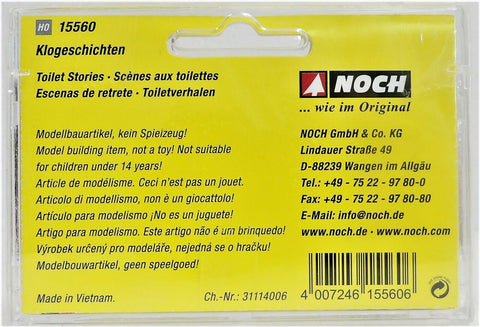 HO 15560
Klogeschichten
Toilet Stories · Scènes aux toilettes
Escenas de retrete · Toiletverhalen
NOCH
... wie im Original
Modellbauartikel, kein Spielzeug!
Model building item, not a toy! Not suitable
for children under 14 years!
Article de modélisme. Ceci n'est pas un jouet.
Articolo di modellismo, non è un giocattolo!
Artículo para modelismo ¡No es un juguete!
Artigo para modelismo. Este artigo não é um brinquedo!
Výrobek určený pro modeláře, nejedná se o hračku!
Modelbouwartikel, geen speelgoed!
NOCH GmbH & Co. KG
Lindauer Straße 49
D-88239 Wangen im Allgäu
Tel.: +49 - 75 22 - 97 80-0
Fax: +49 - 75 22 - 97 80-80
E-Mail: info@noch.de
www.noch.de · www.noch.com
Made in Vietnam.
Ch.-Nr.: 31114006
4 007246 155606